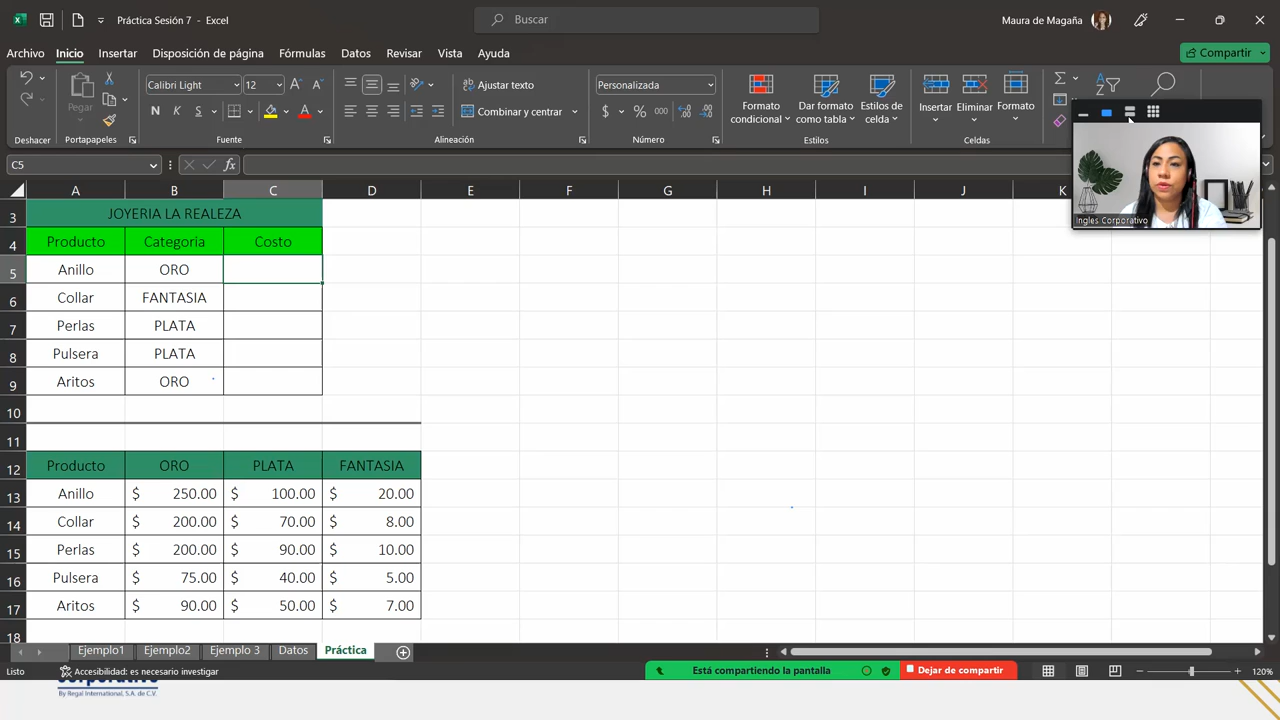 Práctica Sesión 7 - Excel
Buscar
Maura de Magaña
Archivo Inicio Insertar Disposición de página Fórmulas Datos Revisar Vista Ayuda
Compartir
Pegar
Calibri Light 12
N K S
Ajustar texto
Combinar y centrar
Personalizada
$ % 000
Formato condicional
Dar formato como tabla
Estilos de celda
Insertar Eliminar Formato
Deshacer Portapapeles Fuente Alineación Número Estilos Celdas
C5
fx
A B C D E F G H I J K
3 JOYERIA LA REALEZA
4 Producto Categoria Costo
5 Anillo ORO
6 Collar FANTASIA
7 Perlas PLATA
8 Pulsera PLATA
9 Aritos ORO
10
11
12 Producto ORO PLATA FANTASIA
13 Anillo $ 250.00 $ 100.00 $ 20.00
14 Collar $ 200.00 $ 70.00 $ 8.00
15 Perlas $ 200.00 $ 90.00 $ 10.00
16 Pulsera $ 75.00 $ 40.00 $ 5.00
17 Aritos $ 90.00 $ 50.00 $ 7.00
18
Ingles Corporativo
Ejemplo1 Ejemplo2 Ejemplo 3 Datos Práctica
Listo
Accesibilidad: es necesario investigar
Está compartiendo la pantalla
Dejar de compartir
120%
By Regal International, S.A. de C.V.